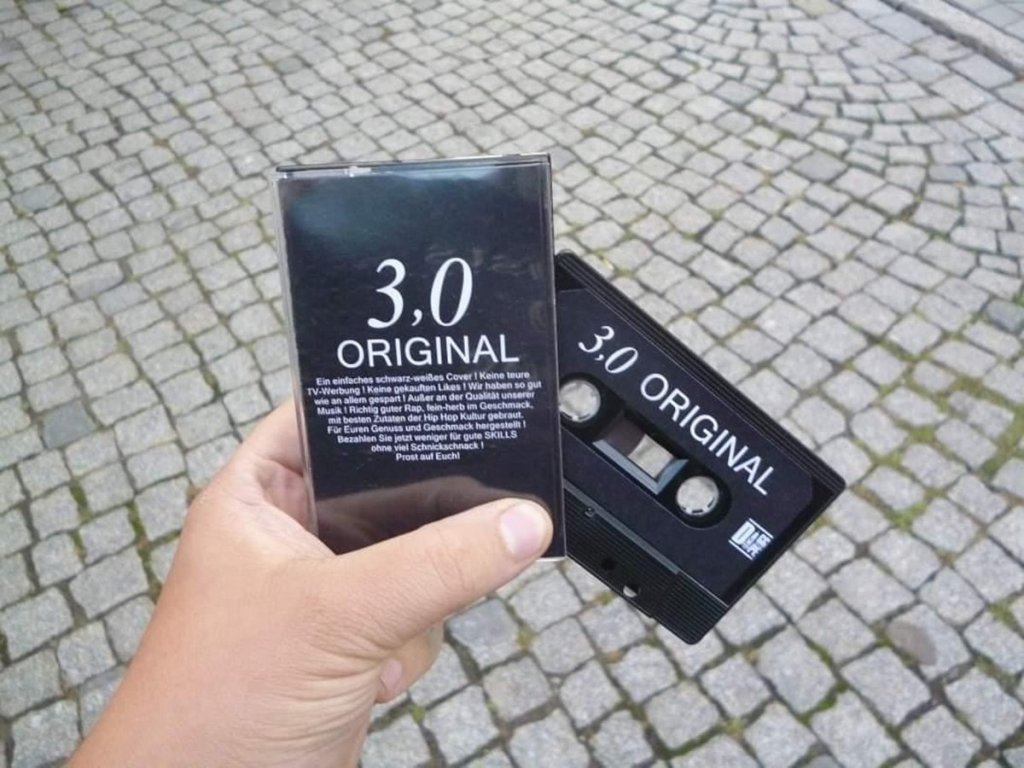 3,0
ORIGINAL
Ein einfaches schwarz-weißes Cover ! Keine teure
TV-Werbung ! Keine gekauften Likes ! Wir haben so gut
wie an allem gespart ! Außer an der Qualität unserer
Musik ! Richtig guter Rap, fein-herb im Geschmack,
mit besten Zutaten der Hip Hop Kultur gebraut.
Für Euren Genuss und Geschmack hergestellt !
Bezahlen Sie jetzt weniger für gute SKILLS
ohne viel Schnickschnack !
Prost auf Euch!
3,0 ORIGINAL